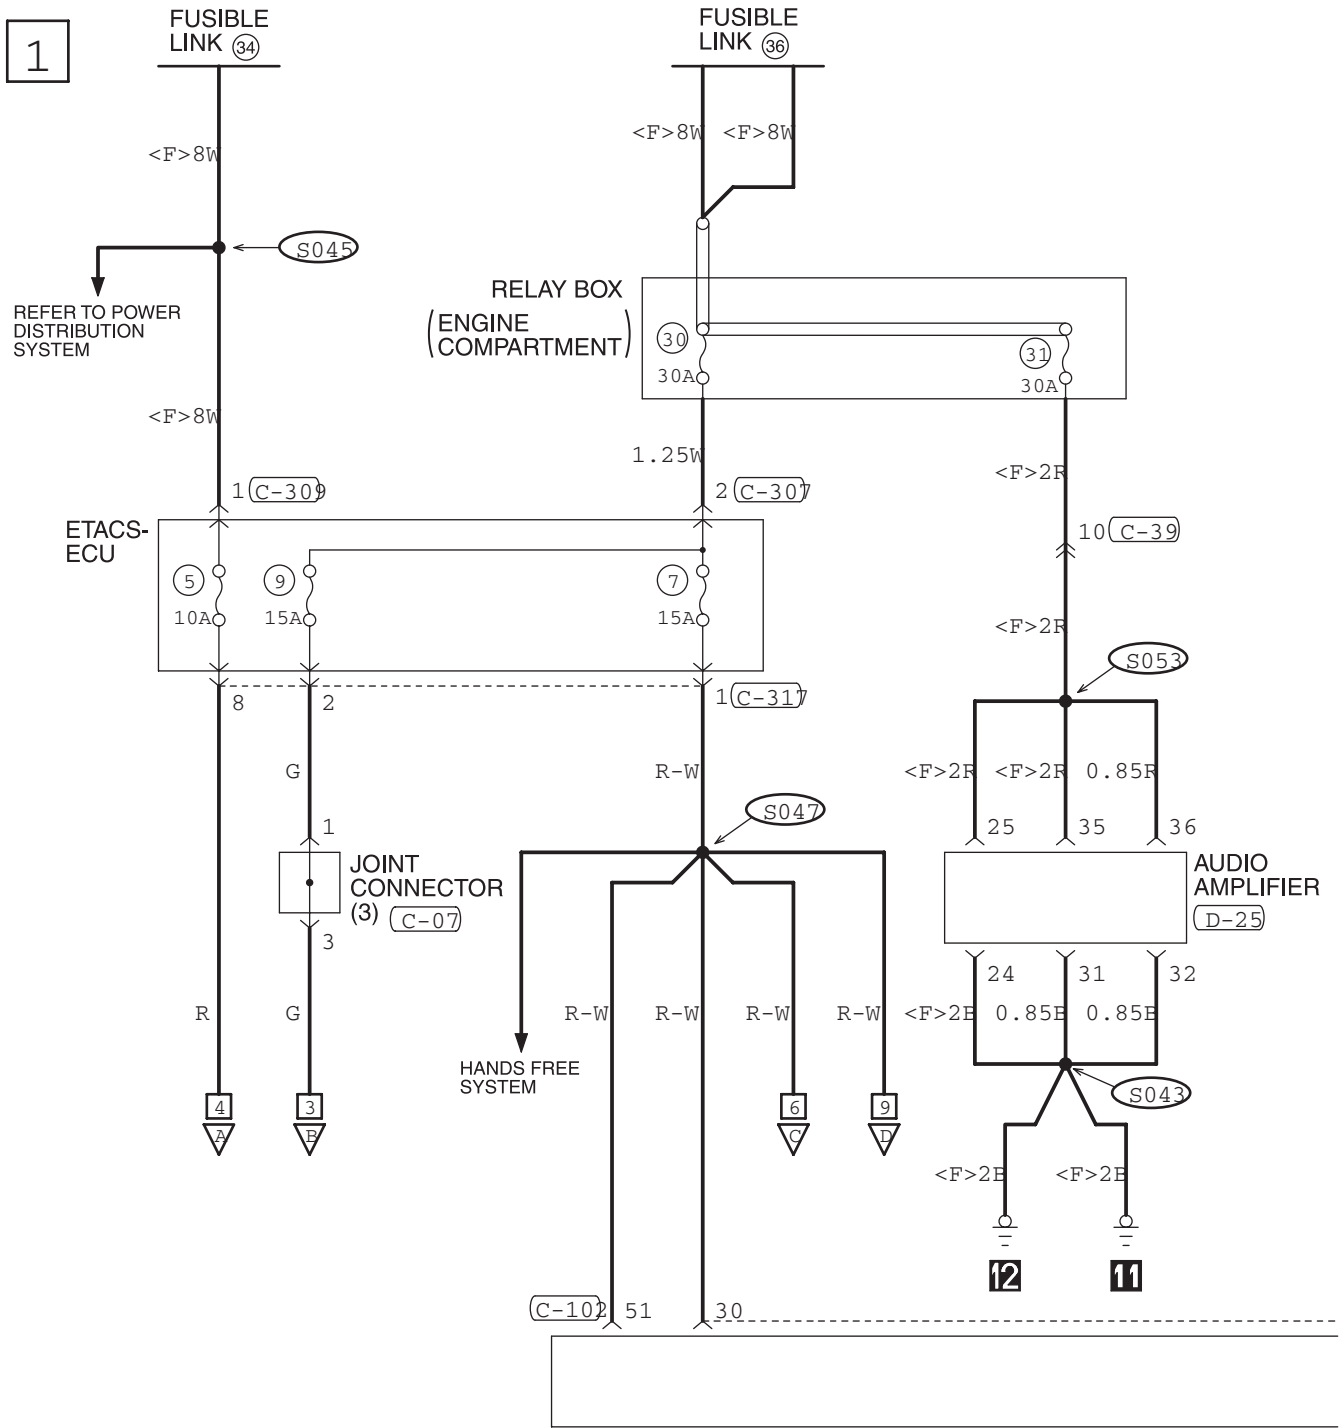 1
FUSIBLE
LINK 34
FUSIBLE
LINK 36
<F>8W
<F>8W
<F>8W
S045
REFER TO POWER
DISTRIBUTION
SYSTEM
RELAY BOX
(ENGINE
COMPARTMENT)
30
30A
31
30A
<F>8W
1.25W
<F>2R
1 C-309
2 C-307
10 C-39
ETACS-
ECU
5
10A
9
15A
7
15A
<F>2R
S053
8
2
1 C-317
G
R-W
<F>2R
<F>2R
0.85R
S047
1
25
35
36
JOINT
CONNECTOR
(3) C-07
AUDIO
AMPLIFIER
D-25
3
24
31
32
R
G
R-W
R-W
R-W
R-W
<F>2B
0.85B
0.85B
HANDS FREE
SYSTEM
S043
4
3
6
9
A
B
C
D
<F>2B
<F>2B
12
11
C-102
51
30